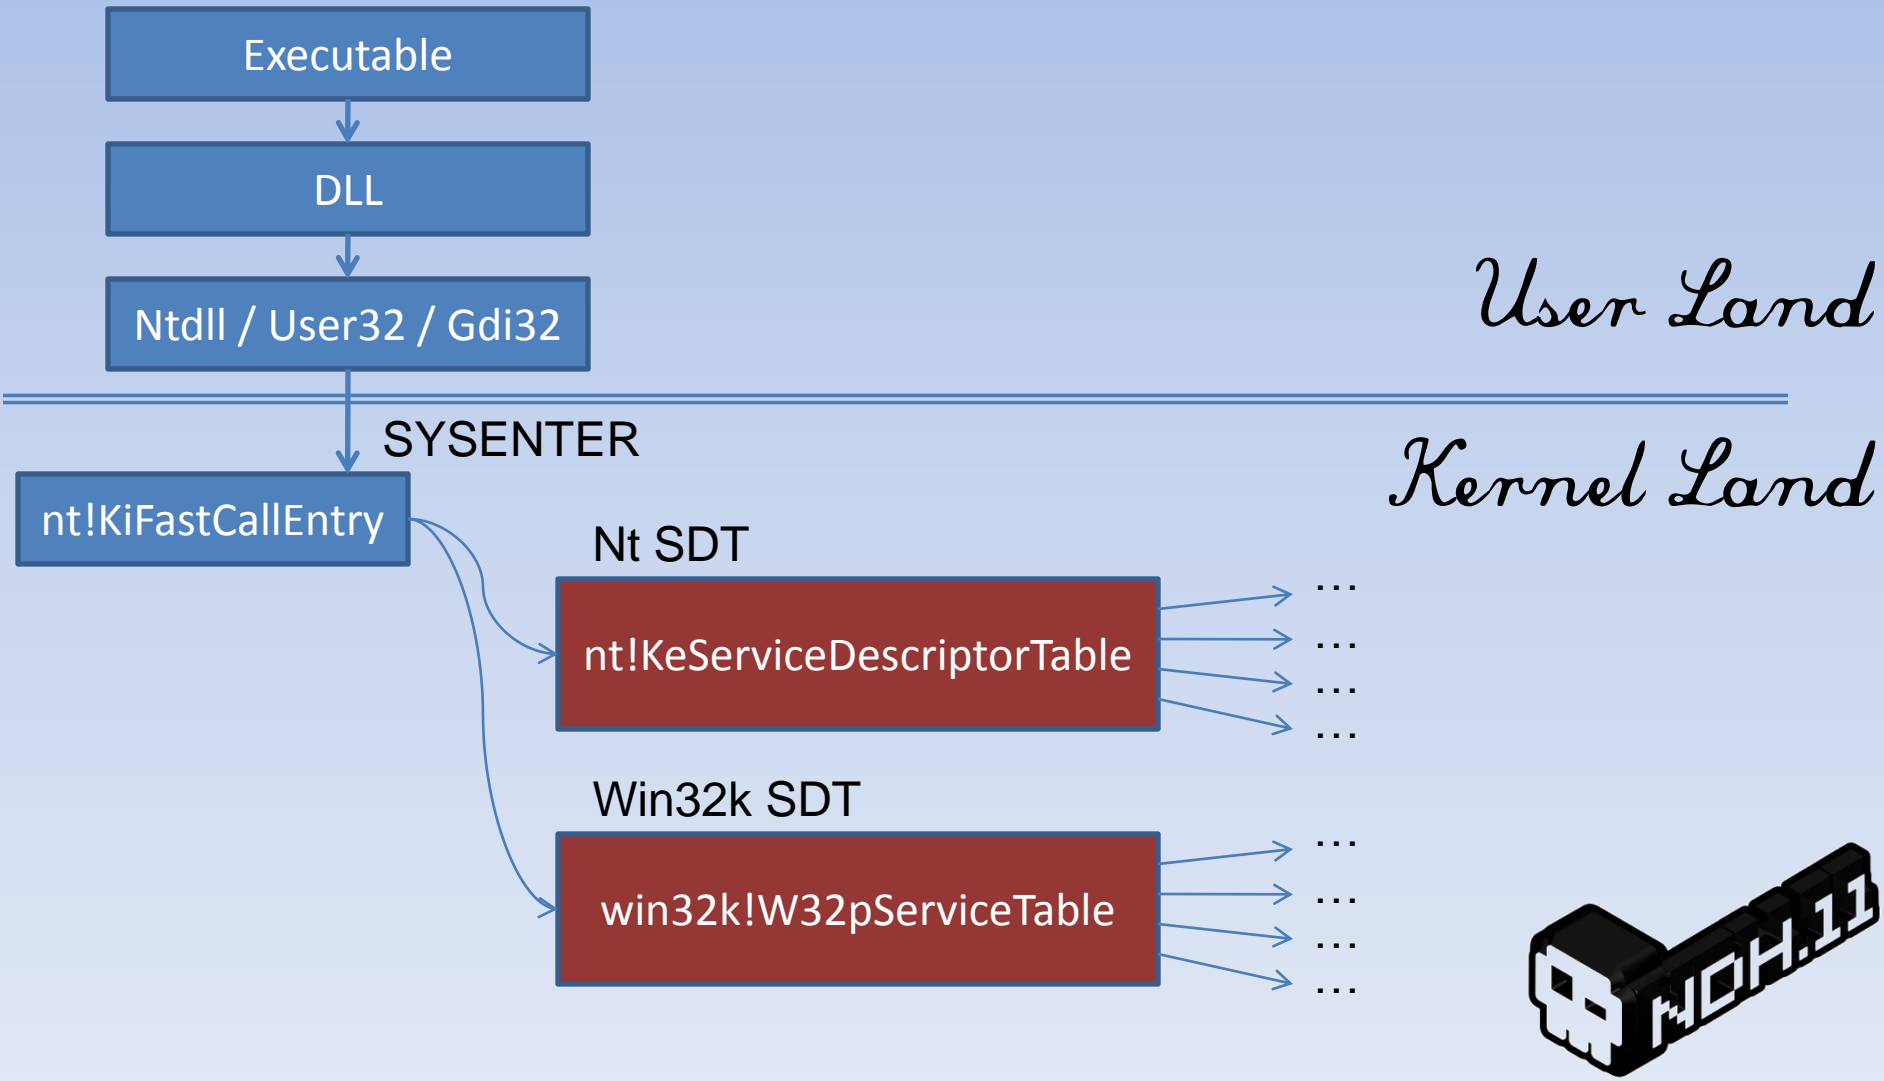 Executable
DLL
Ntdll / User32 / Gdi32
User Land
SYSENTER
Kernel Land
nt!KiFastCallEntry
Nt SDT
nt!KeServiceDescriptorTable
...
...
...
...
Win32k SDT
win32k!W32pServiceTable
...
...
...
...
NDH.11